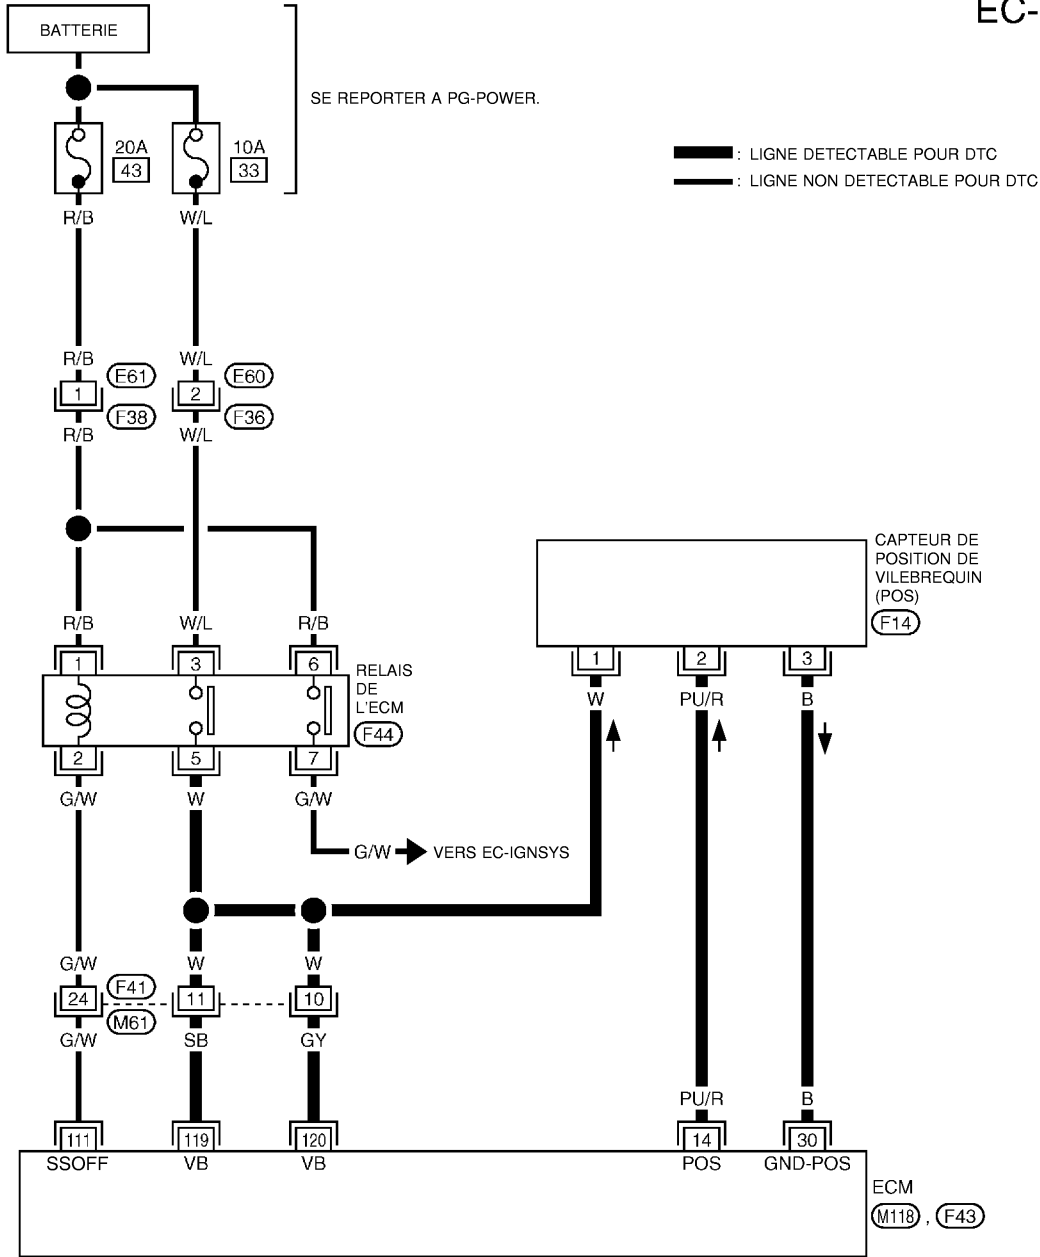 EC-
BATTERIE
SE REPORTER A PG-POWER.
20A
43
10A
33
: LIGNE DETECTABLE POUR DTC
: LIGNE NON DETECTABLE POUR DTC
R/B W/L
R/B W/L
1 E61 2 E60
F38 F36
R/B W/L
CAPTEUR DE
POSITION DE
VILEBREQUIN
(POS)
F14
R/B W/L R/B
1 3 6
RELAIS
DE
L'ECM
F44
1 2 3
W PU/R B
2 5 7
G/W W G/W
G/W VERS EC-IGNSYS
G/W W W
24 F41 11 10
M61
G/W SB GY
PU/R B
111 119 120 14 30
SSOFF VB VB POS GND-POS
ECM
M118 , F43